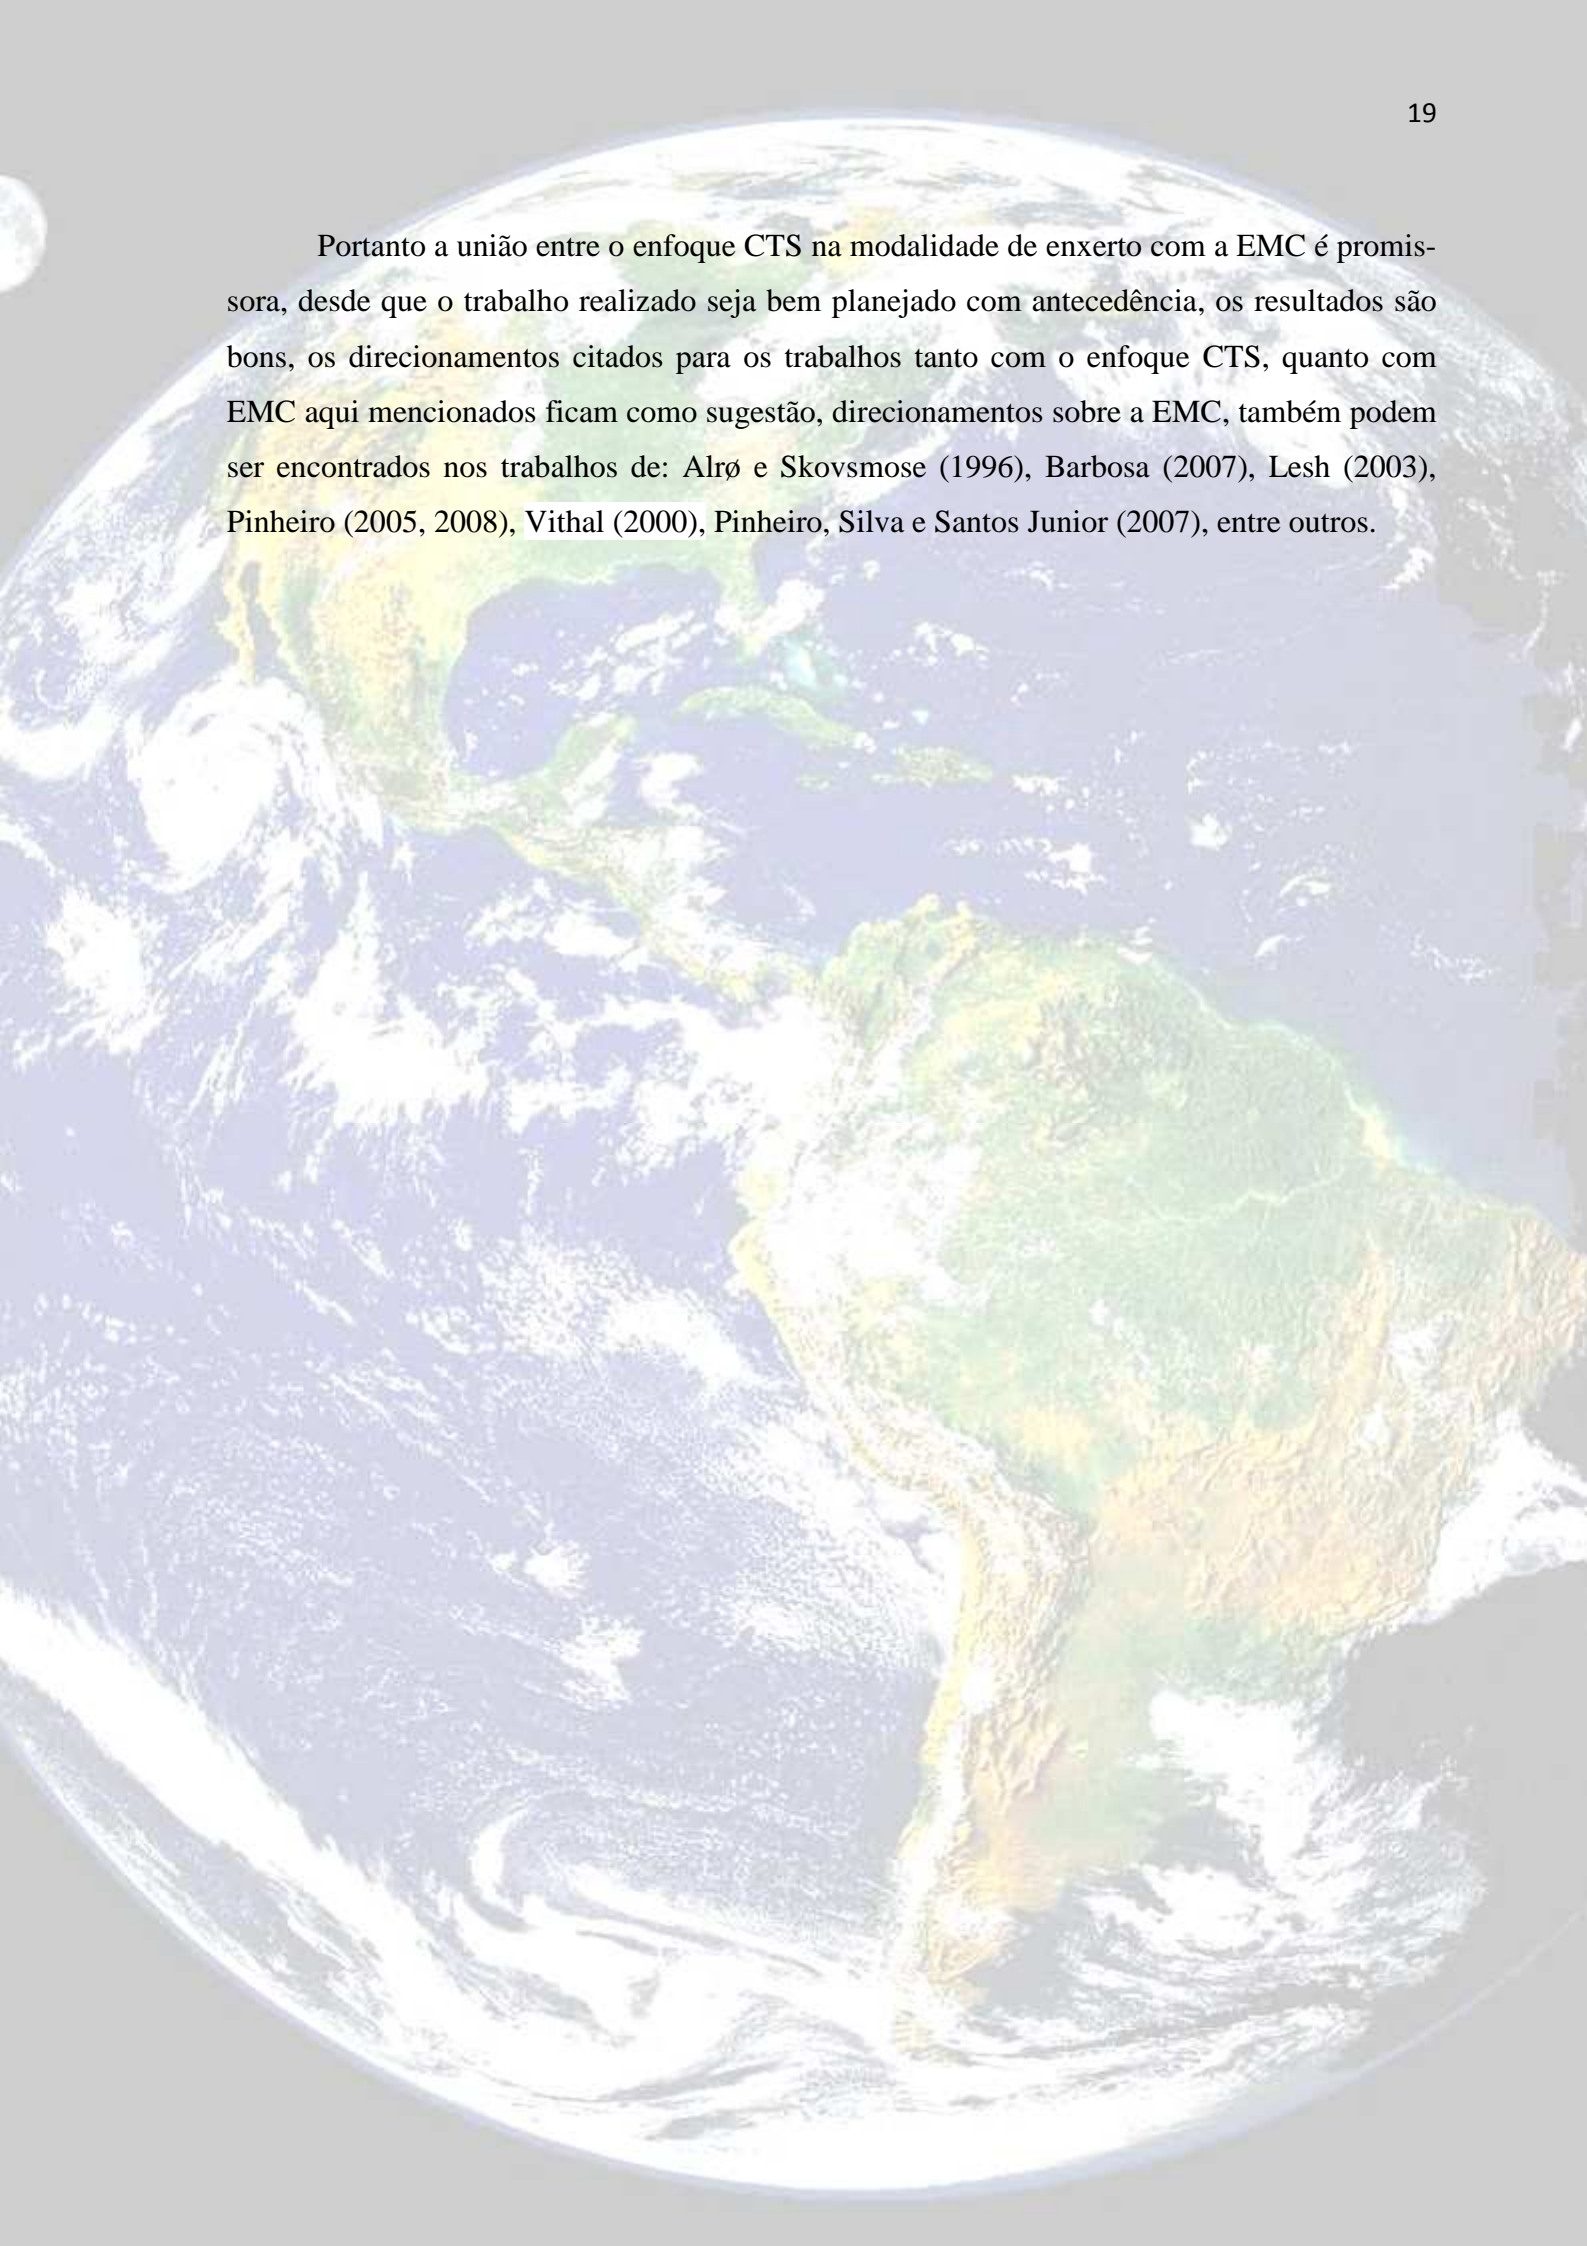 19
Portanto a união entre o enfoque CTS na modalidade de enxerto com a EMC é promis-
sora, desde que o trabalho realizado seja bem planejado com antecedência, os resultados são
bons, os direcionamentos citados para os trabalhos tanto com o enfoque CTS, quanto com
EMC aqui mencionados ficam como sugestão, direcionamentos sobre a EMC, também podem
ser encontrados nos trabalhos de: Alrø e Skovsmose (1996), Barbosa (2007), Lesh (2003),
Pinheiro (2005, 2008), Vithal (2000), Pinheiro, Silva e Santos Junior (2007), entre outros.